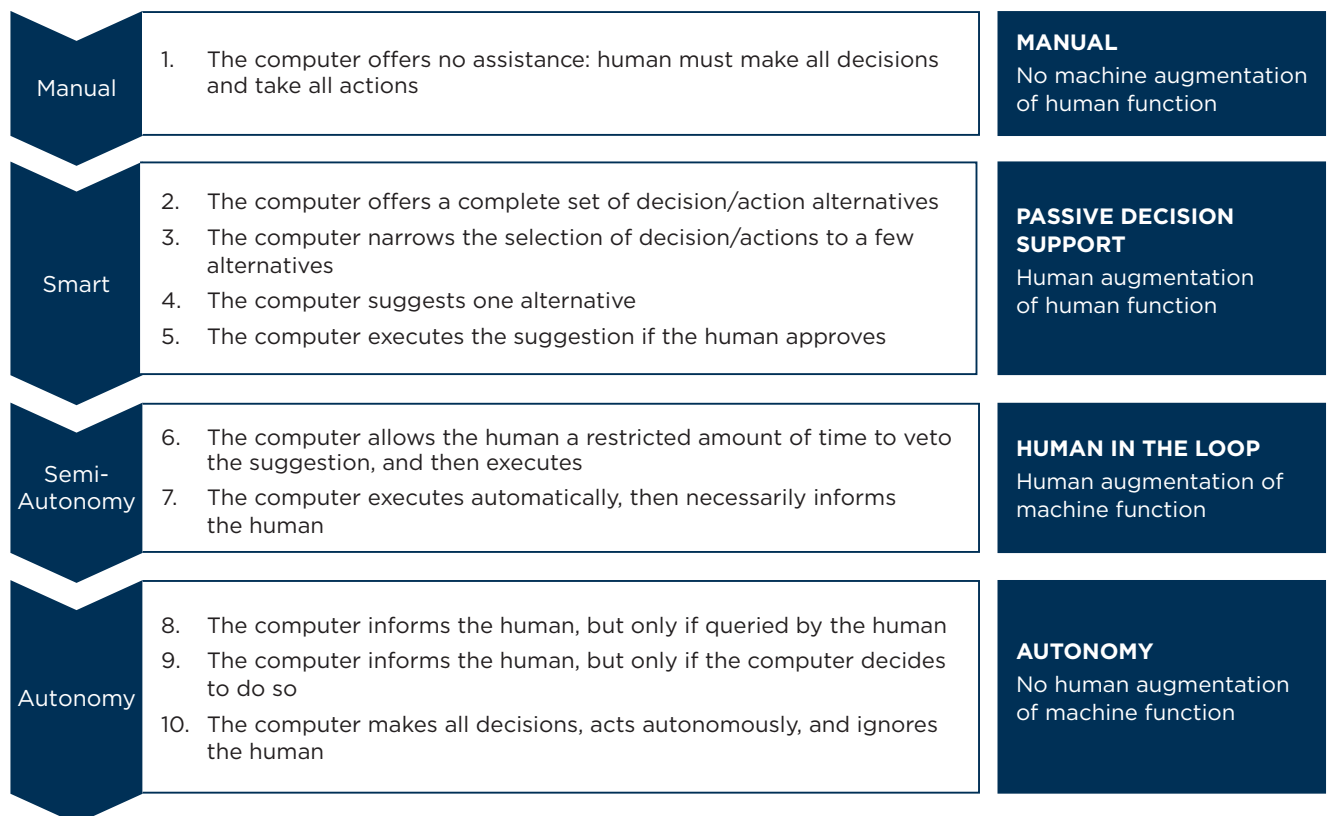 Manual
1. The computer offers no assistance: human must make all decisions
and take all actions
MANUAL
No machine augmentation
of human function
Smart
2. The computer offers a complete set of decision/action alternatives
3. The computer narrows the selection of decision/actions to a few
alternatives
4. The computer suggests one alternative
5. The computer executes the suggestion if the human approves
PASSIVE DECISION
SUPPORT
Human augmentation
of human function
Semi-
Autonomy
6. The computer allows the human a restricted amount of time to veto
the suggestion, and then executes
7. The computer executes automatically, then necessarily informs
the human
HUMAN IN THE LOOP
Human augmentation of
machine function
Autonomy
8. The computer informs the human, but only if queried by the human
9. The computer informs the human, but only if the computer decides
to do so
10. The computer makes all decisions, acts autonomously, and ignores
the human
AUTONOMY
No human augmentation
of machine function